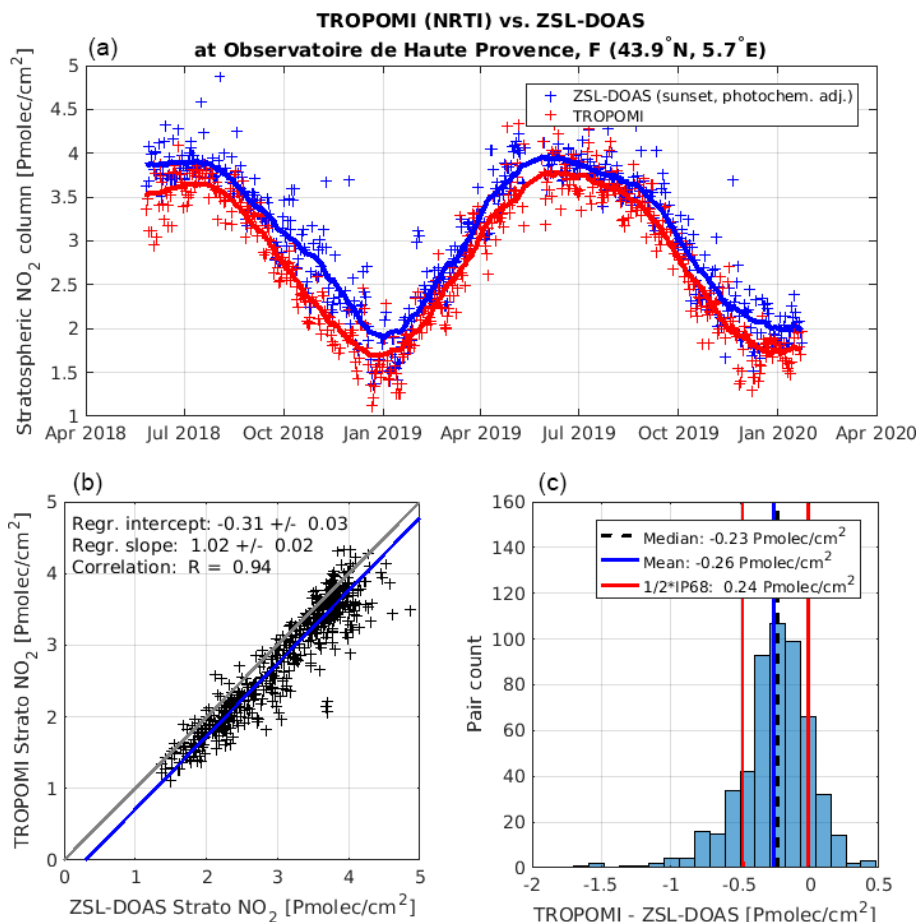 TROPOMI (NRTI) vs. ZSL-DOAS
at Observatoire de Haute Provence, F (43.9°N, 5.7°E)
(a)
Stratospheric NO2 column [Pmolec/cm2]
5
4.5
4
3.5
3
2.5
2
1.5
1
ZSL-DOAS (sunset, photochem. adj.)
TROPOMI
Apr 2018 Jul 2018 Oct 2018 Jan 2019 Apr 2019 Jul 2019 Oct 2019 Jan 2020 Apr 2020
(b)
TROPOMI Strato NO2 [Pmolec/cm2]
5
4
3
2
1
0
Regr. intercept: -0.31 +/- 0.03
Regr. slope: 1.02 +/- 0.02
Correlation: R = 0.94
0 1 2 3 4 5
ZSL-DOAS Strato NO2 [Pmolec/cm2]
(c)
Pair count
160
140
120
100
80
60
40
20
0
Median: -0.23 Pmolec/cm2
Mean: -0.26 Pmolec/cm2
1/2*IP68: 0.24 Pmolec/cm2
-2 -1.5 -1 -0.5 0 0.5
TROPOMI - ZSL-DOAS [Pmolec/cm2]